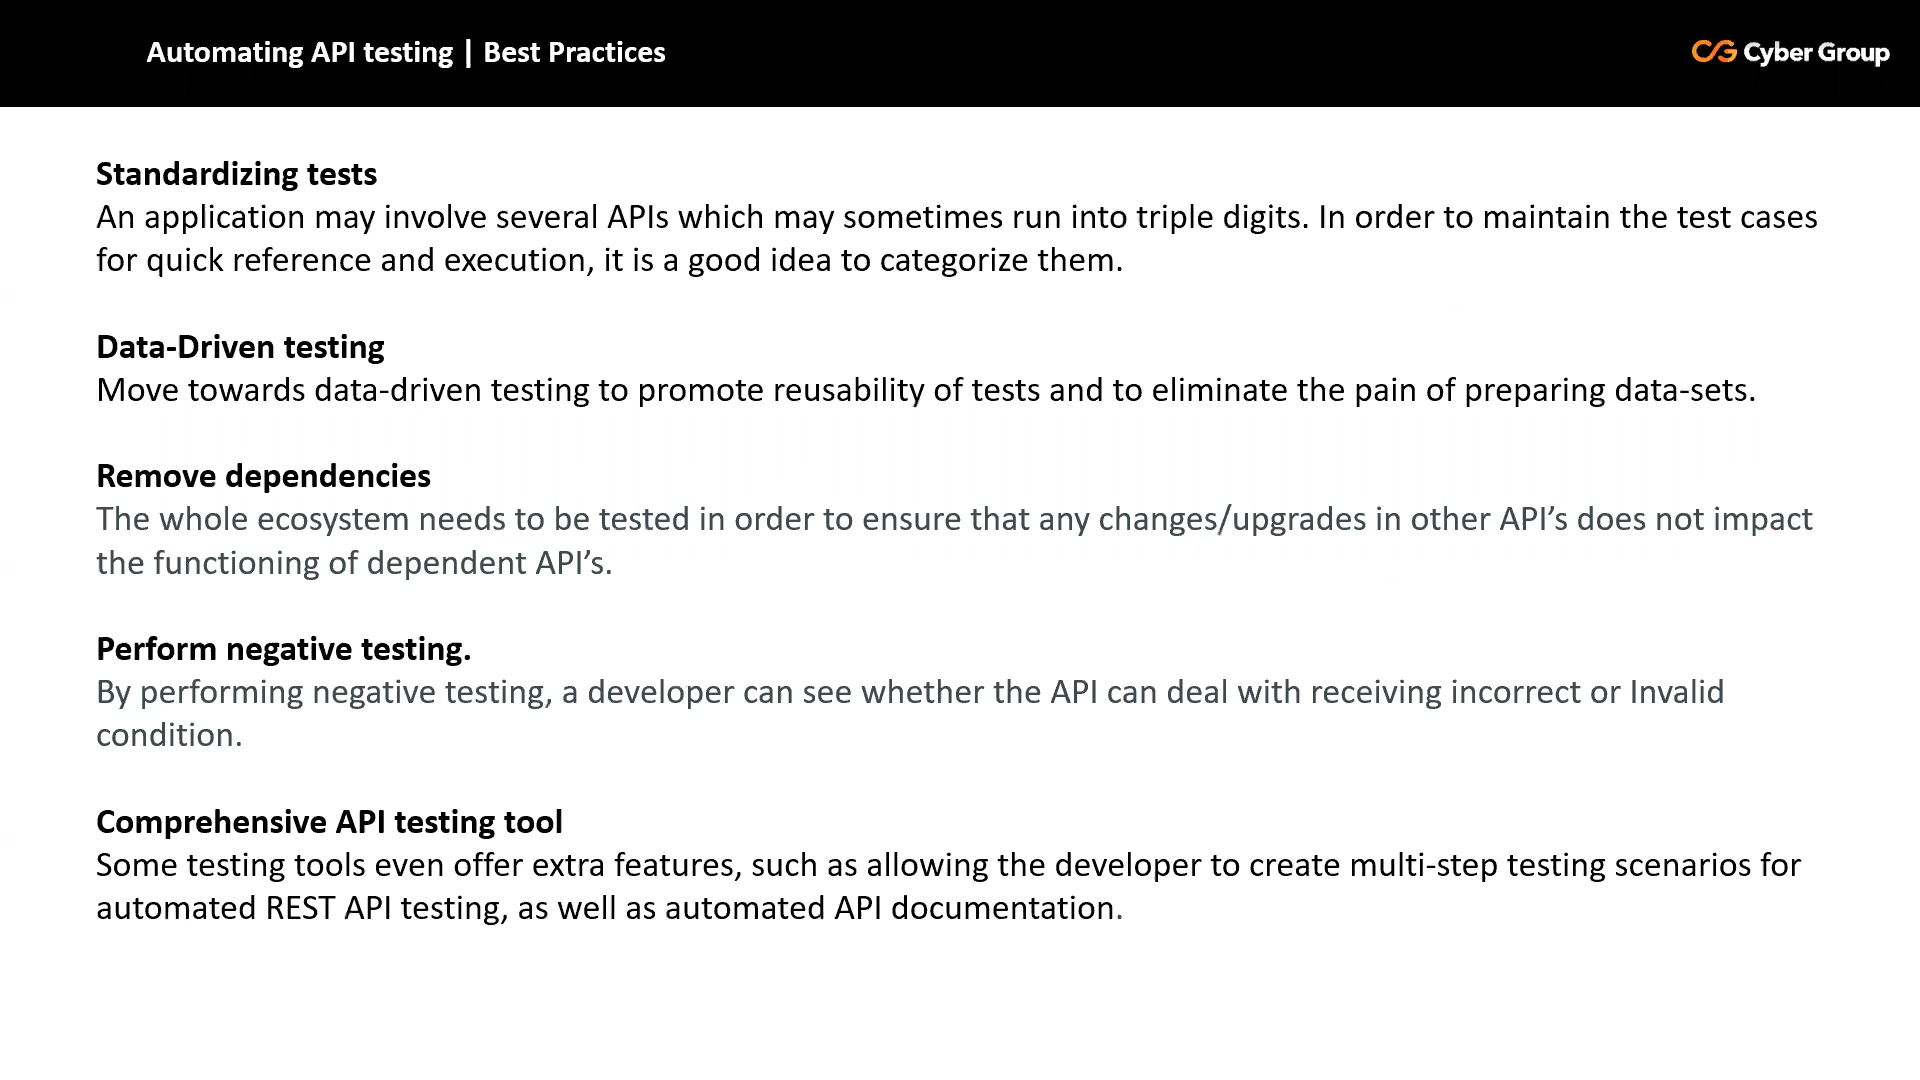 Automating API testing | Best Practices
CG Cyber Group
Standardizing tests
An application may involve several APIs which may sometimes run into triple digits. In order to maintain the test cases
for quick reference and execution, it is a good idea to categorize them.
Data-Driven testing
Move towards data-driven testing to promote reusability of tests and to eliminate the pain of preparing data-sets.
Remove dependencies
The whole ecosystem needs to be tested in order to ensure that any changes/upgrades in other API’s does not impact
the functioning of dependent API’s.
Perform negative testing.
By performing negative testing, a developer can see whether the API can deal with receiving incorrect or Invalid
condition.
Comprehensive API testing tool
Some testing tools even offer extra features, such as allowing the developer to create multi-step testing scenarios for
automated REST API testing, as well as automated API documentation.